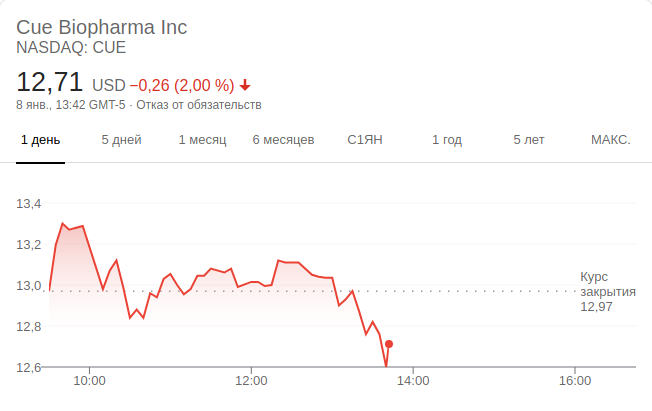 Cue Biopharma Inc
NASDAQ: CUE
12,71 USD −0,26 (2,00 %)
8 янв., 13:42 GMT-5 · Отказ от обязательств
1 день 5 дней 1 месяц 6 месяцев С1ЯН 1 год 5 лет МАКС.
13,4
13,2
13,0
12,8
12,6
Курс
закрытия
12,97
10:00 12:00 14:00 16:00